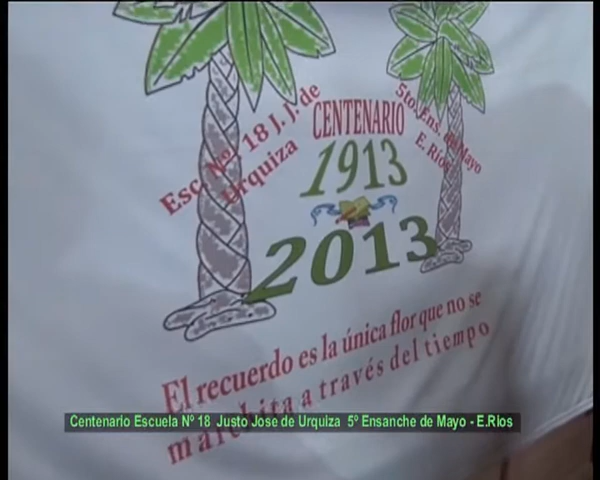 Esc. Nº. 18 J. J. de
Urquiza
CENTENARIO
5to. Ens. de Mayo
E. Ríos
1913
2013
El recuerdo es la única flor que no se
marchita a través del tiempo
Centenario Escuela Nº 18 Justo Jose de Urquiza 5º Ensanche de Mayo - E.Rios